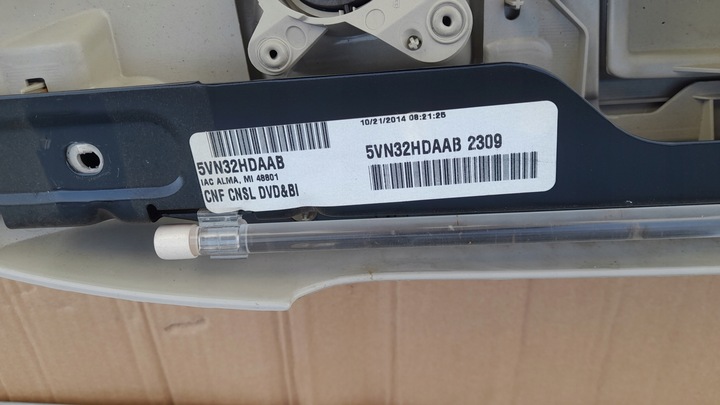 10/21/2014 08:21:25
5VN32HDAAB
IAC ALMA, MI 48801
CNF CNSL DVD&BI
5VN32HDAAB 2309